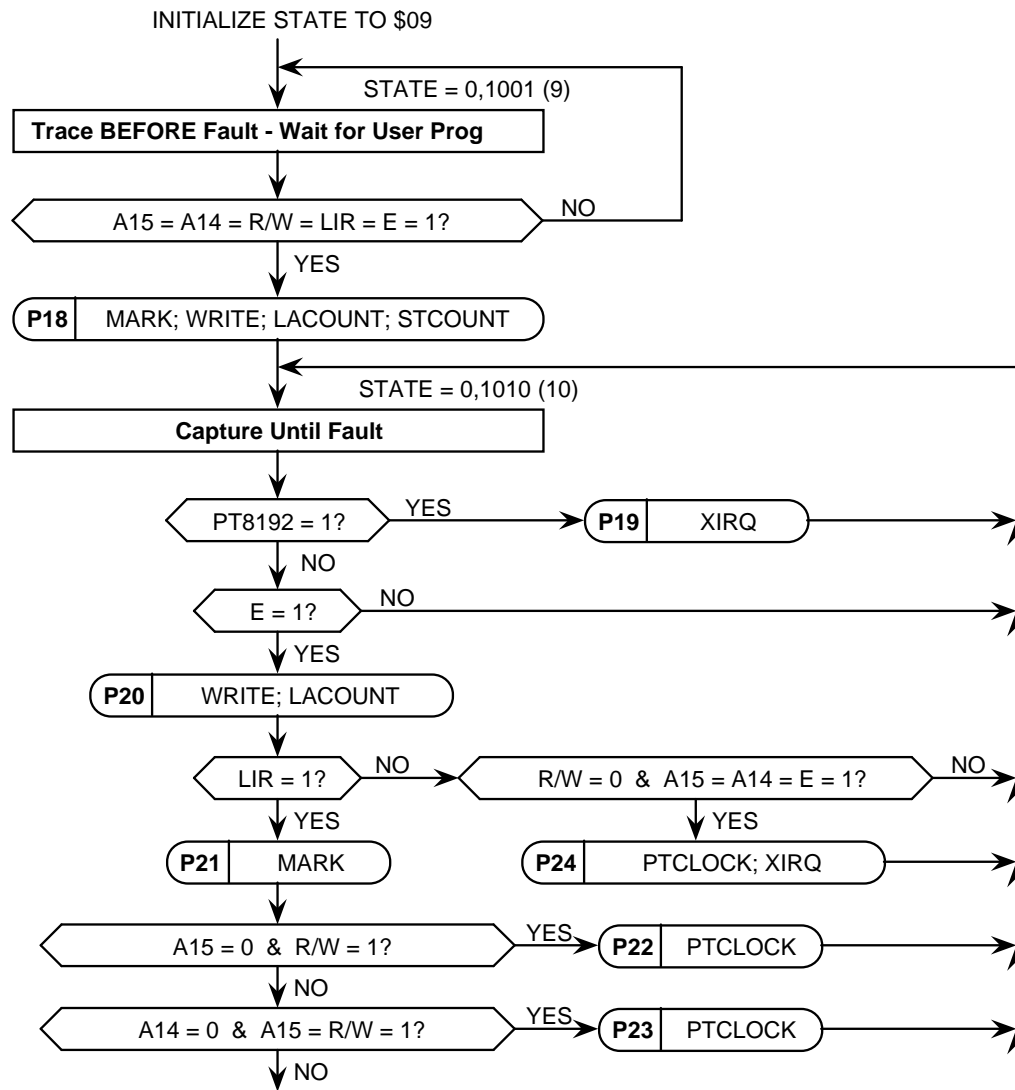 INITIALIZE STATE TO $09
STATE = 0,1001 (9)
Trace BEFORE Fault - Wait for User Prog
A15 = A14 = R/W = LIR = E = 1?
NO
YES
P18 MARK; WRITE; LACOUNT; STCOUNT
STATE = 0,1010 (10)
Capture Until Fault
PT8192 = 1?
YES
P19 XIRQ
NO
E = 1?
NO
YES
P20 WRITE; LACOUNT
LIR = 1?
NO
R/W = 0 & A15 = A14 = E = 1?
NO
YES
YES
P21 MARK
P24 PTCLOCK; XIRQ
A15 = 0 & R/W = 1?
YES
P22 PTCLOCK
NO
A14 = 0 & A15 = R/W = 1?
YES
P23 PTCLOCK
NO